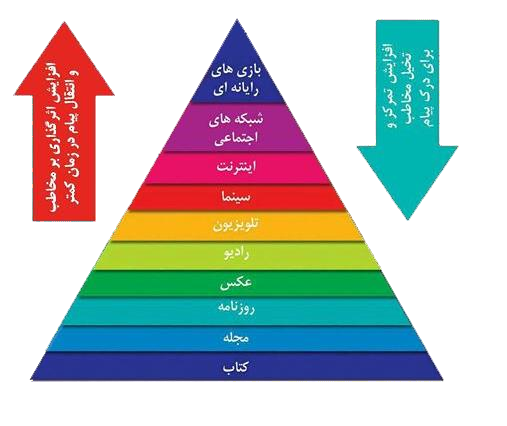 بازی های
رایانه ای
شبکه های
اجتماعی
اینترنت
سینما
تلویزیون
رادیو
عکس
روزنامه
مجله
کتاب
افزایش اثرگذاری بر مخاطب
و انتقال پیام در زمان کمتر
افزایش تمرکز و
تخیل مخاطب
برای درک پیام